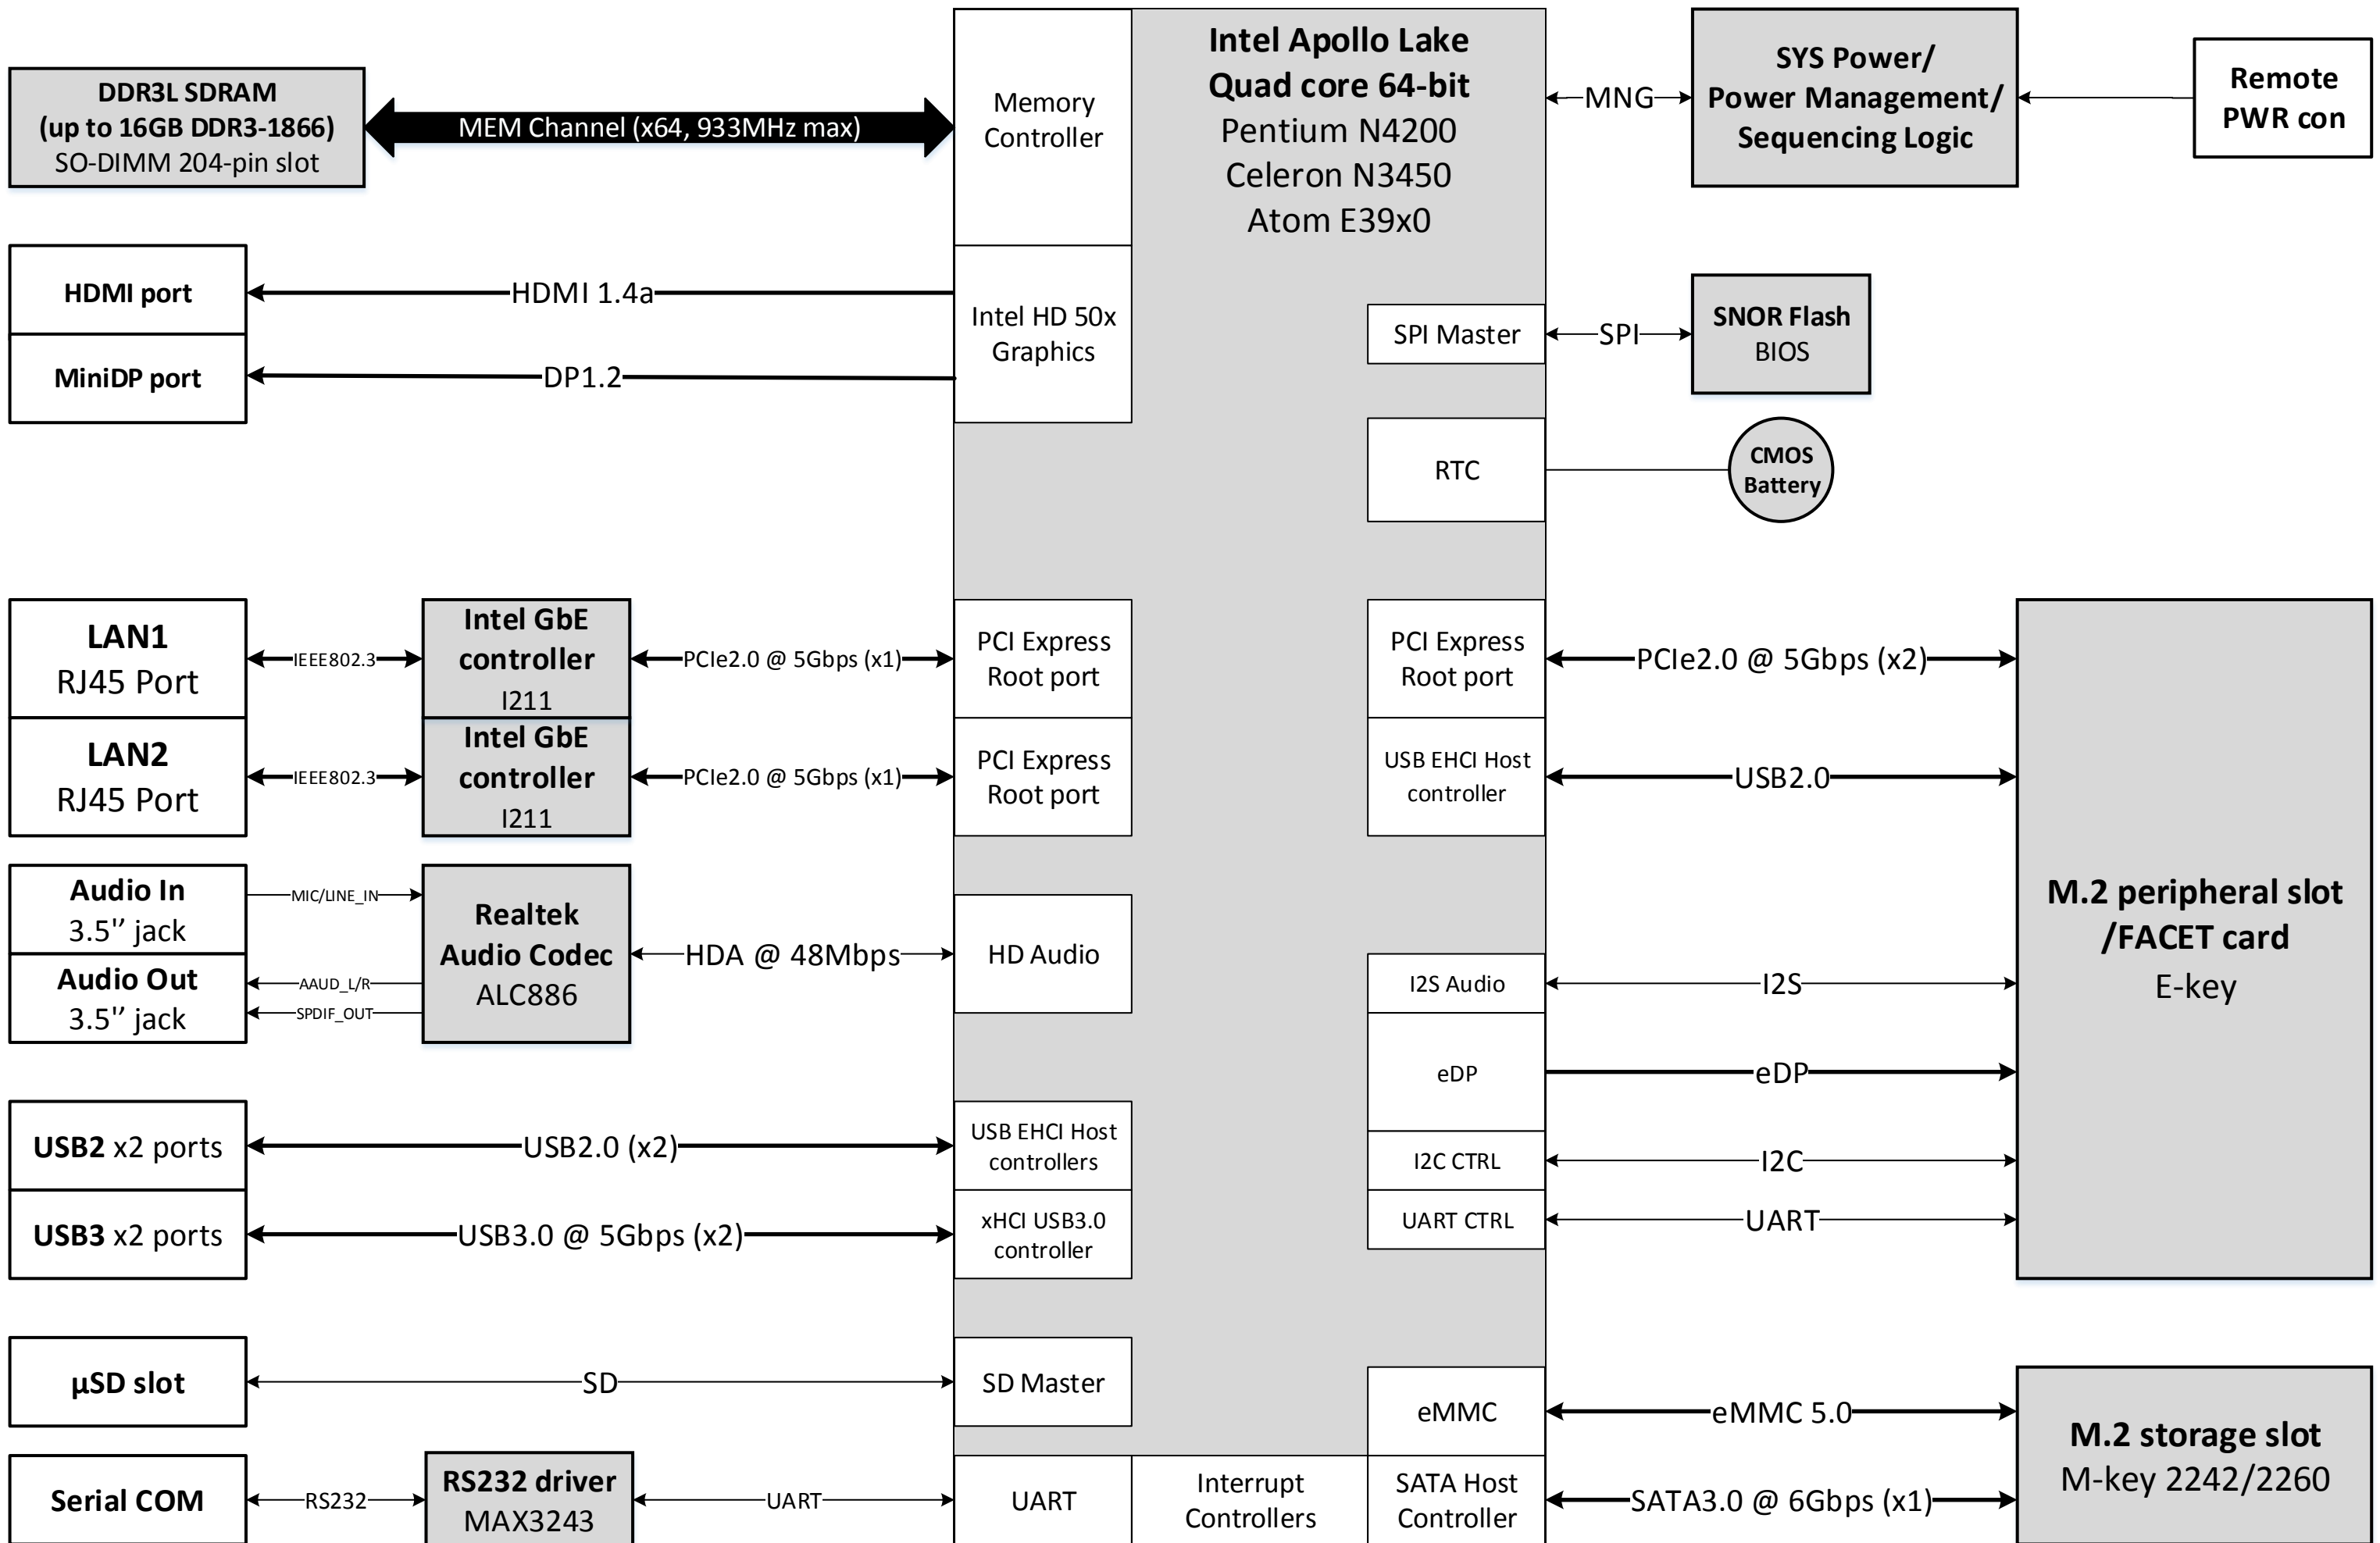 Intel Apollo Lake
Quad core 64-bit
Pentium N4200
Celeron N3450
Atom E39x0
DDR3L SDRAM
(up to 16GB DDR3-1866)
SO-DIMM 204-pin slot
MEM Channel (x64, 933MHz max)
Memory
Controller
MNG
SYS Power/
Power Management/
Sequencing Logic
Remote
PWR con
HDMI port
HDMI 1.4a
MiniDP port
DP1.2
Intel HD 50x
Graphics
SPI Master
SPI
SNOR Flash
BIOS
RTC
CMOS
Battery
LAN1
RJ45 Port
IEEE802.3
Intel GbE
controller
I211
PCIe2.0 @ 5Gbps (x1)
PCI Express
Root port
LAN2
RJ45 Port
IEEE802.3
Intel GbE
controller
I211
PCIe2.0 @ 5Gbps (x1)
PCI Express
Root port
PCI Express
Root port
PCIe2.0 @ 5Gbps (x2)
USB EHCI Host
controller
USB2.0
M.2 peripheral slot
/FACET card
E-key
Audio In
3.5'’ jack
MIC/LINE_IN
Audio Out
3.5'’ jack
AAUD_L/R
SPDIF_OUT
Realtek
Audio Codec
ALC886
HDA @ 48Mbps
HD Audio
I2S Audio
I2S
eDP
eDP
I2C CTRL
I2C
UART CTRL
UART
USB2 x2 ports
USB2.0 (x2)
USB EHCI Host
controllers
USB3 x2 ports
USB3.0 @ 5Gbps (x2)
xHCI USB3.0
controller
µSD slot
SD
SD Master
eMMC
eMMC 5.0
M.2 storage slot
M-key 2242/2260
Serial COM
RS232
RS232 driver
MAX3243
UART
UART
Interrupt
Controllers
SATA Host
Controller
SATA3.0 @ 6Gbps (x1)